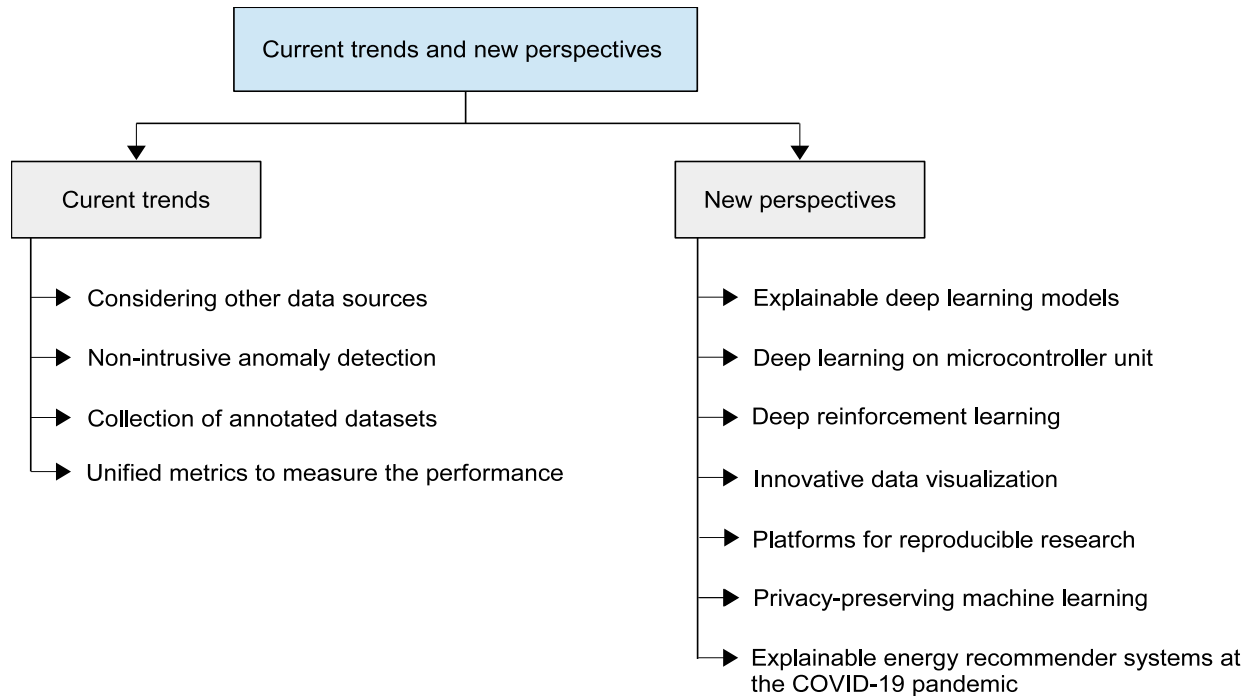 Current trends and new perspectives
Curent trends
Considering other data sources
Non-intrusive anomaly detection
Collection of annotated datasets
Unified metrics to measure the performance
New perspectives
Explainable deep learning models
Deep learning on microcontroller unit
Deep reinforcement learning
Innovative data visualization
Platforms for reproducible research
Privacy-preserving machine learning
Explainable energy recommender systems at
the COVID-19 pandemic